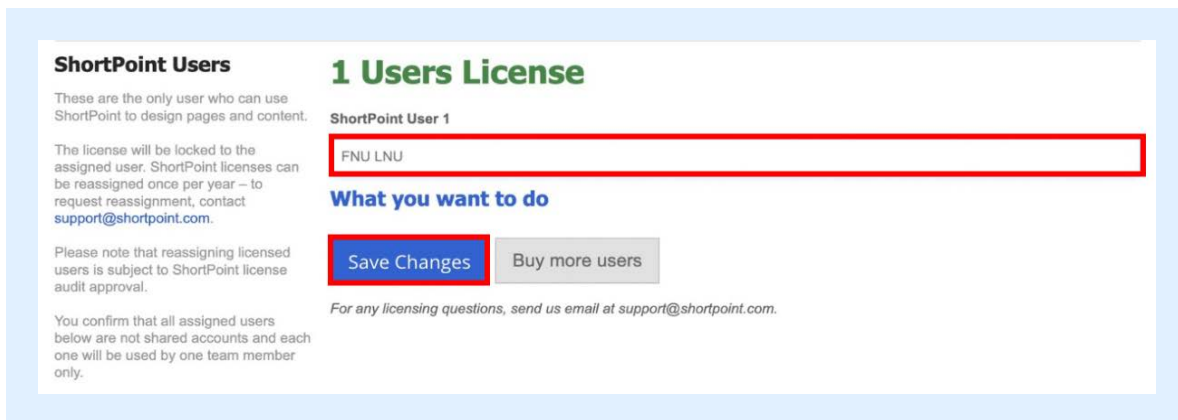 ShortPoint Users
These are the only user who can use
ShortPoint to design pages and content.
The license will be locked to the
assigned user. ShortPoint licenses can
be reassigned once per year – to
request reassignment, contact
support@shortpoint.com.
Please note that reassigning licensed
users is subject to ShortPoint license
audit approval.
You confirm that all assigned users
below are not shared accounts and each
one will be used by one team member
only.
1 Users License
ShortPoint User 1
FNU LNU
What you want to do
Save Changes
Buy more users
For any licensing questions, send us email at support@shortpoint.com.